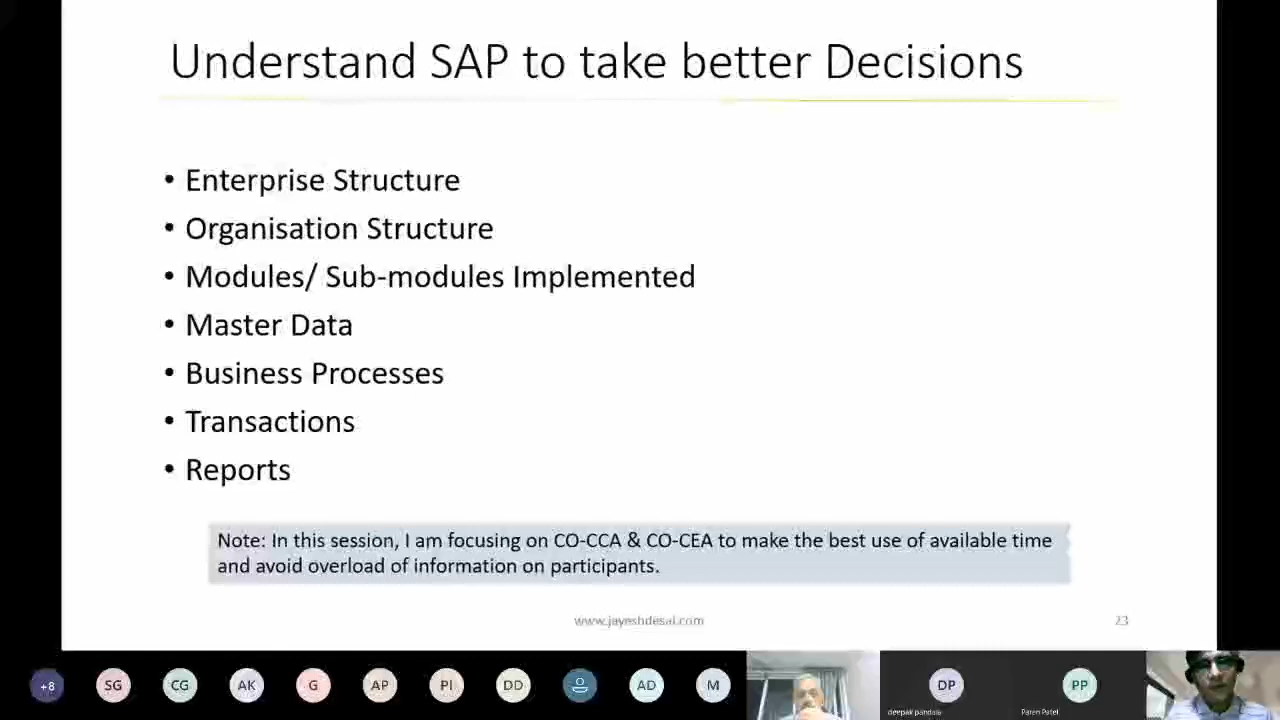 Understand SAP to take better Decisions
• Enterprise Structure
• Organisation Structure
• Modules/ Sub-modules Implemented
• Master Data
• Business Processes
• Transactions
• Reports
Note: In this session, I am focusing on CO-CCA & CO-CEA to make the best use of available time
and avoid overload of information on participants.
www.jayeshdesai.com
23
+8
SG
CG
AK
G
AP
PI
DD
AD
M
DP
PP
deepak pandala
Paren Patel